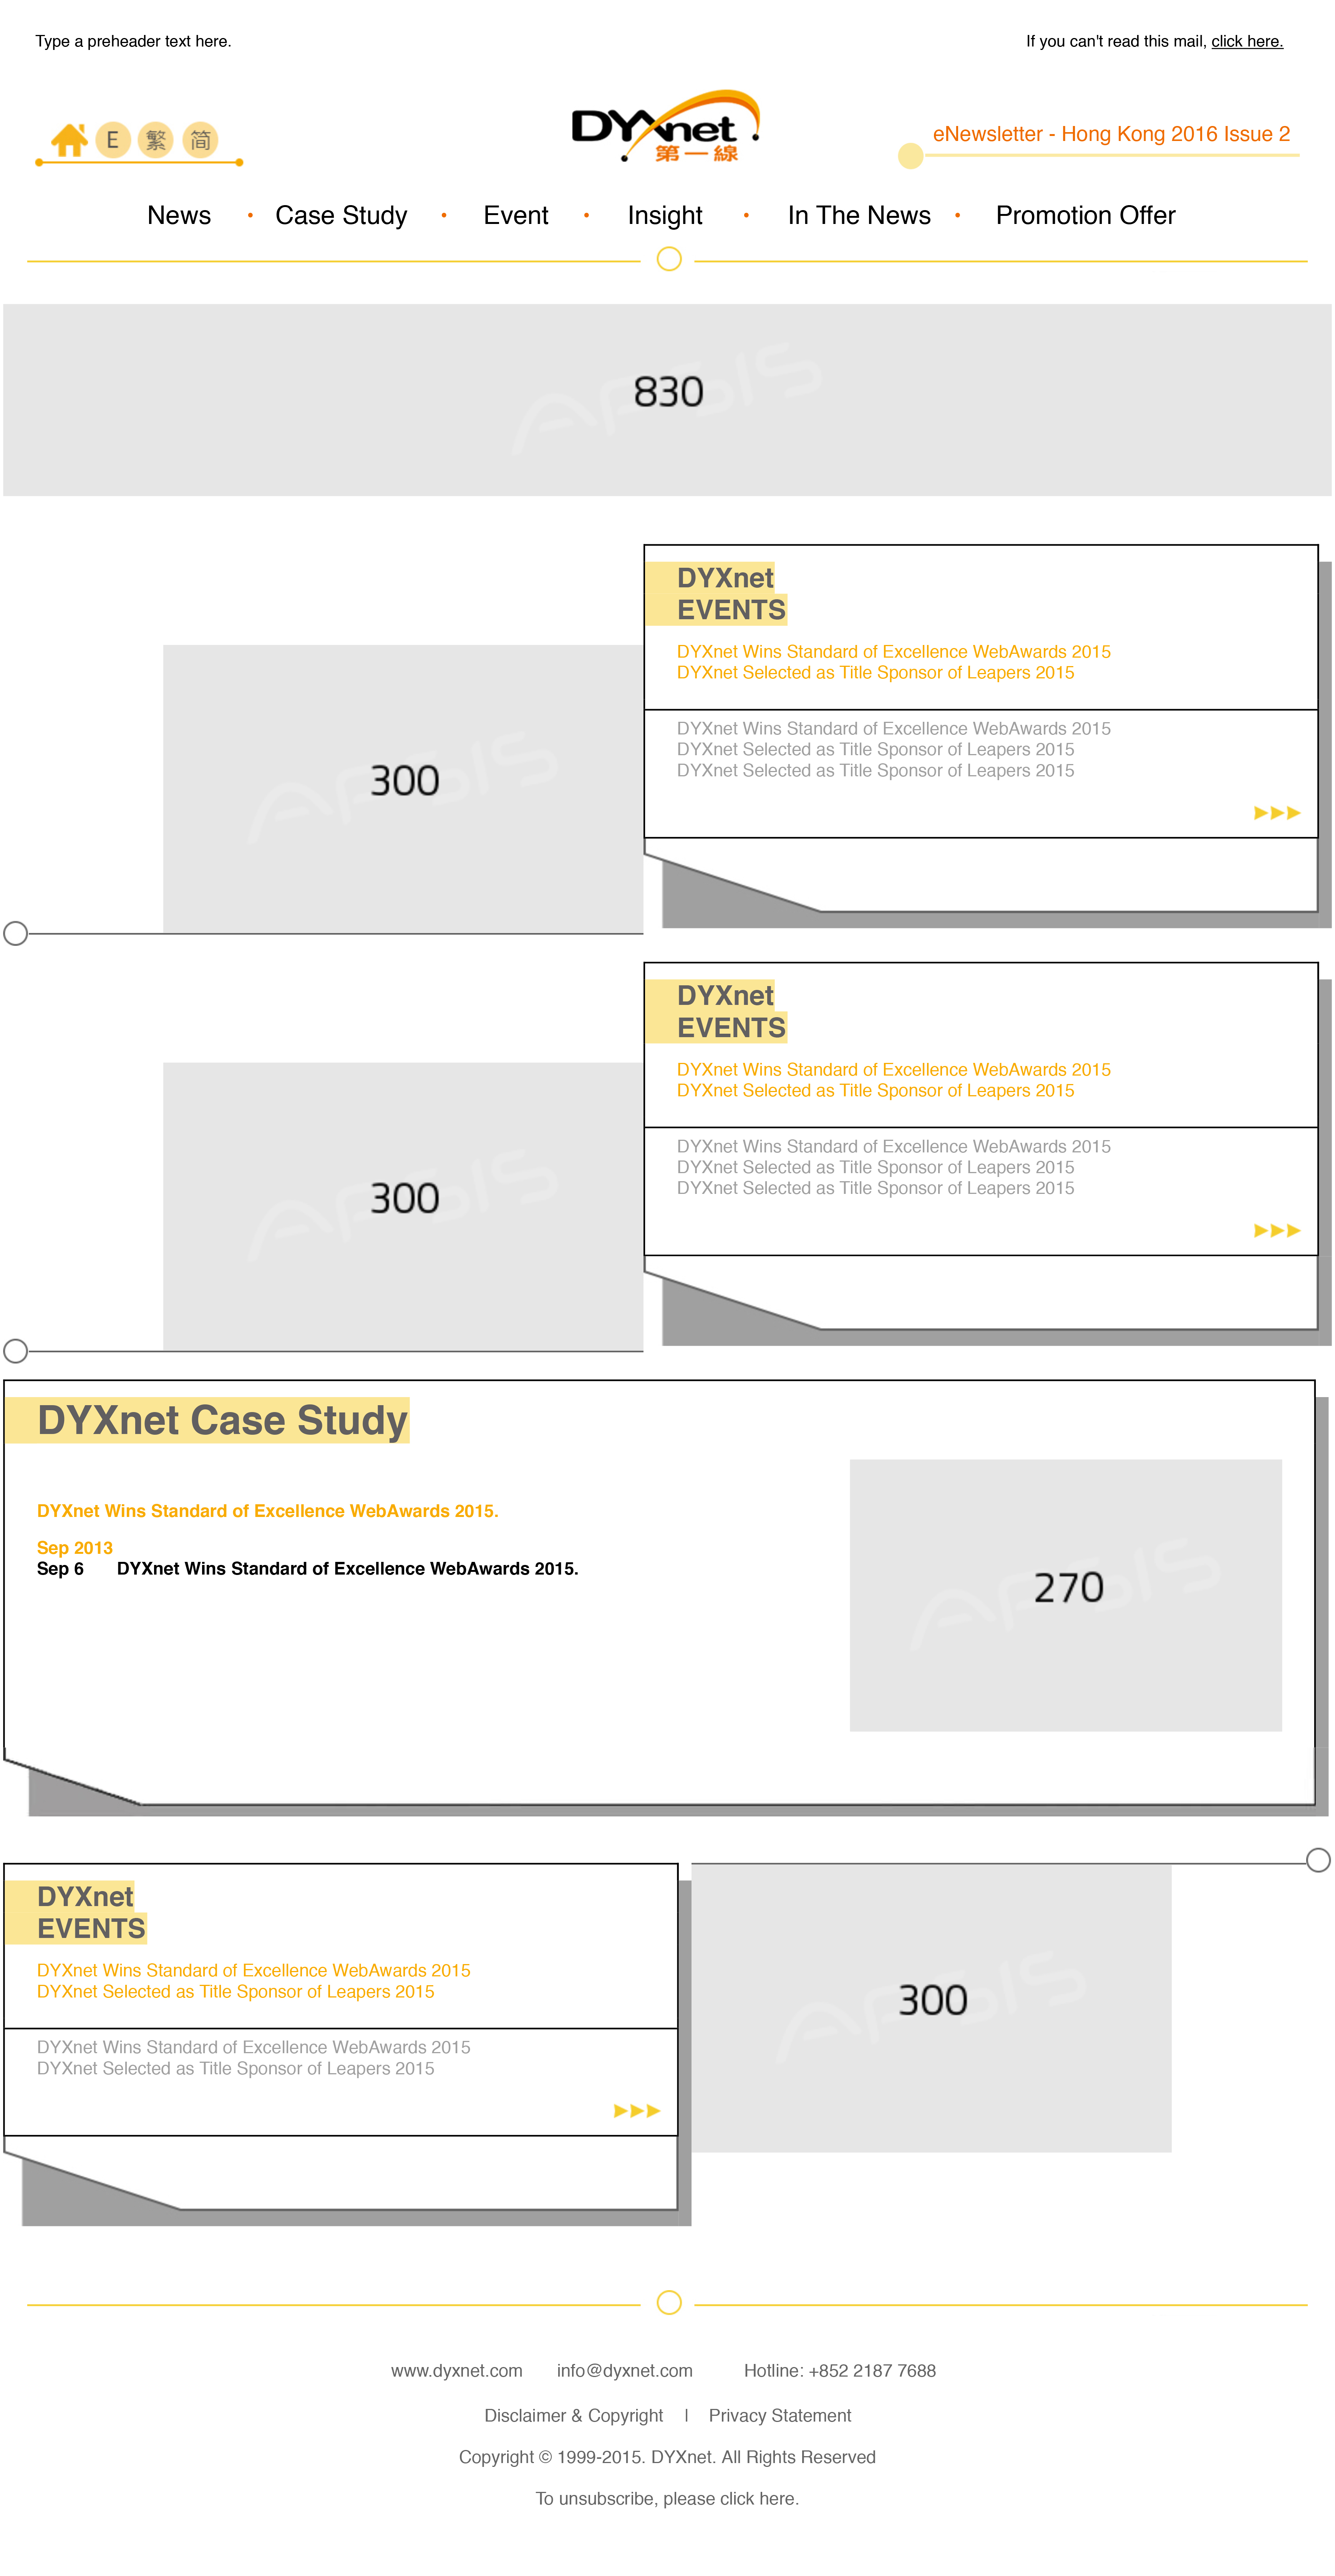 Type a preheader text here.
If you can't read this mail, click here.
E 繁 简
DYXnet
第一線
eNewsletter - Hong Kong 2016 Issue 2
News • Case Study • Event • Insight • In The News • Promotion Offer
APSIS
830
DYXnet
EVENTS
DYXnet Wins Standard of Excellence WebAwards 2015
DYXnet Selected as Title Sponsor of Leapers 2015
APSIS
300
DYXnet Wins Standard of Excellence WebAwards 2015
DYXnet Selected as Title Sponsor of Leapers 2015
DYXnet Selected as Title Sponsor of Leapers 2015
DYXnet
EVENTS
DYXnet Wins Standard of Excellence WebAwards 2015
DYXnet Selected as Title Sponsor of Leapers 2015
APSIS
300
DYXnet Wins Standard of Excellence WebAwards 2015
DYXnet Selected as Title Sponsor of Leapers 2015
DYXnet Selected as Title Sponsor of Leapers 2015
DYXnet Case Study
DYXnet Wins Standard of Excellence WebAwards 2015.
Sep 2013
Sep 6 DYXnet Wins Standard of Excellence WebAwards 2015.
APSIS
270
DYXnet
EVENTS
DYXnet Wins Standard of Excellence WebAwards 2015
DYXnet Selected as Title Sponsor of Leapers 2015
DYXnet Wins Standard of Excellence WebAwards 2015
DYXnet Selected as Title Sponsor of Leapers 2015
APSIS
300
www.dyxnet.com info@dyxnet.com Hotline: +852 2187 7688
Disclaimer & Copyright | Privacy Statement
Copyright © 1999-2015. DYXnet. All Rights Reserved
To unsubscribe, please click here.